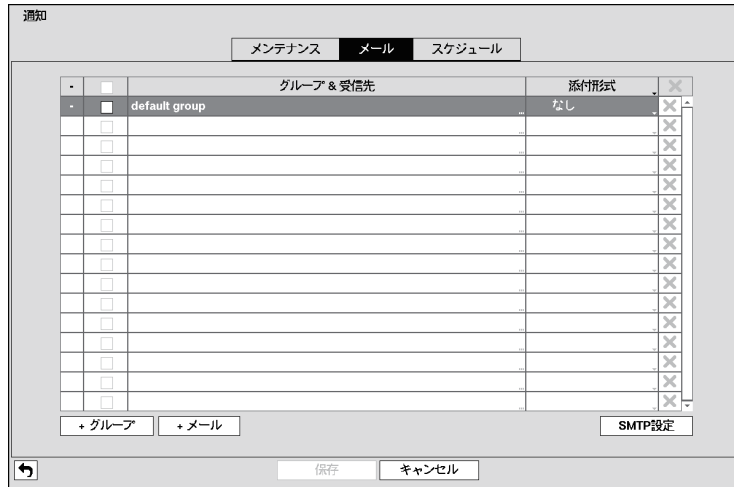 通知
メンテナンス メール スケジュール
- グループ & 受信先 添付形式
- default group なし
+ グループ + メール SMTP設定
保存 キャンセル